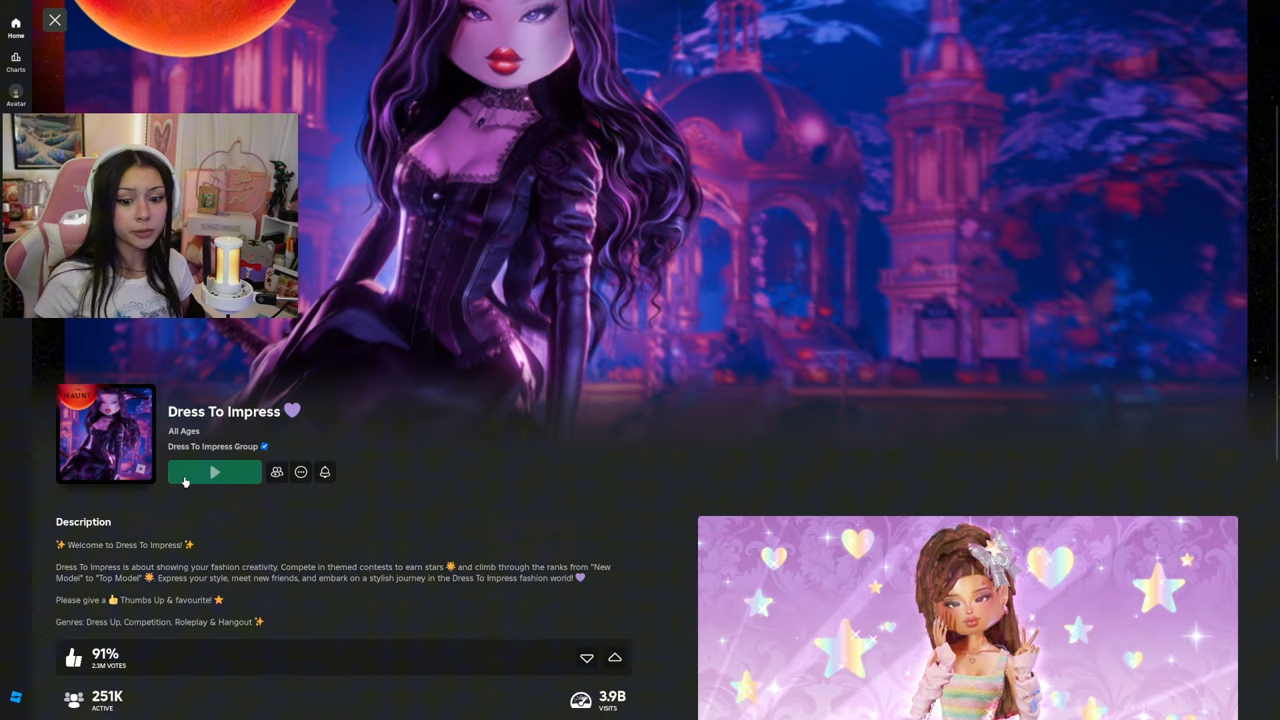 Home
Charts
Avatar
HAUNT
Dress To Impress 💜
All Ages
Dress To Impress Group
Description
✨ Welcome to Dress To Impress! ✨
Dress To Impress is about showing your fashion creativity. Compete in themed contests to earn stars 🌟 and climb through the ranks from "New
Model" to "Top Model" 🌟. Express your style, meet new friends, and embark on a stylish journey in the Dress To Impress fashion world! 💜
Please give a 👍 Thumbs Up & favourite! ⭐
Genres: Dress Up, Competition, Roleplay & Hangout ✨
91%
2.3M VOTES
251K
ACTIVE
3.9B
VISITS